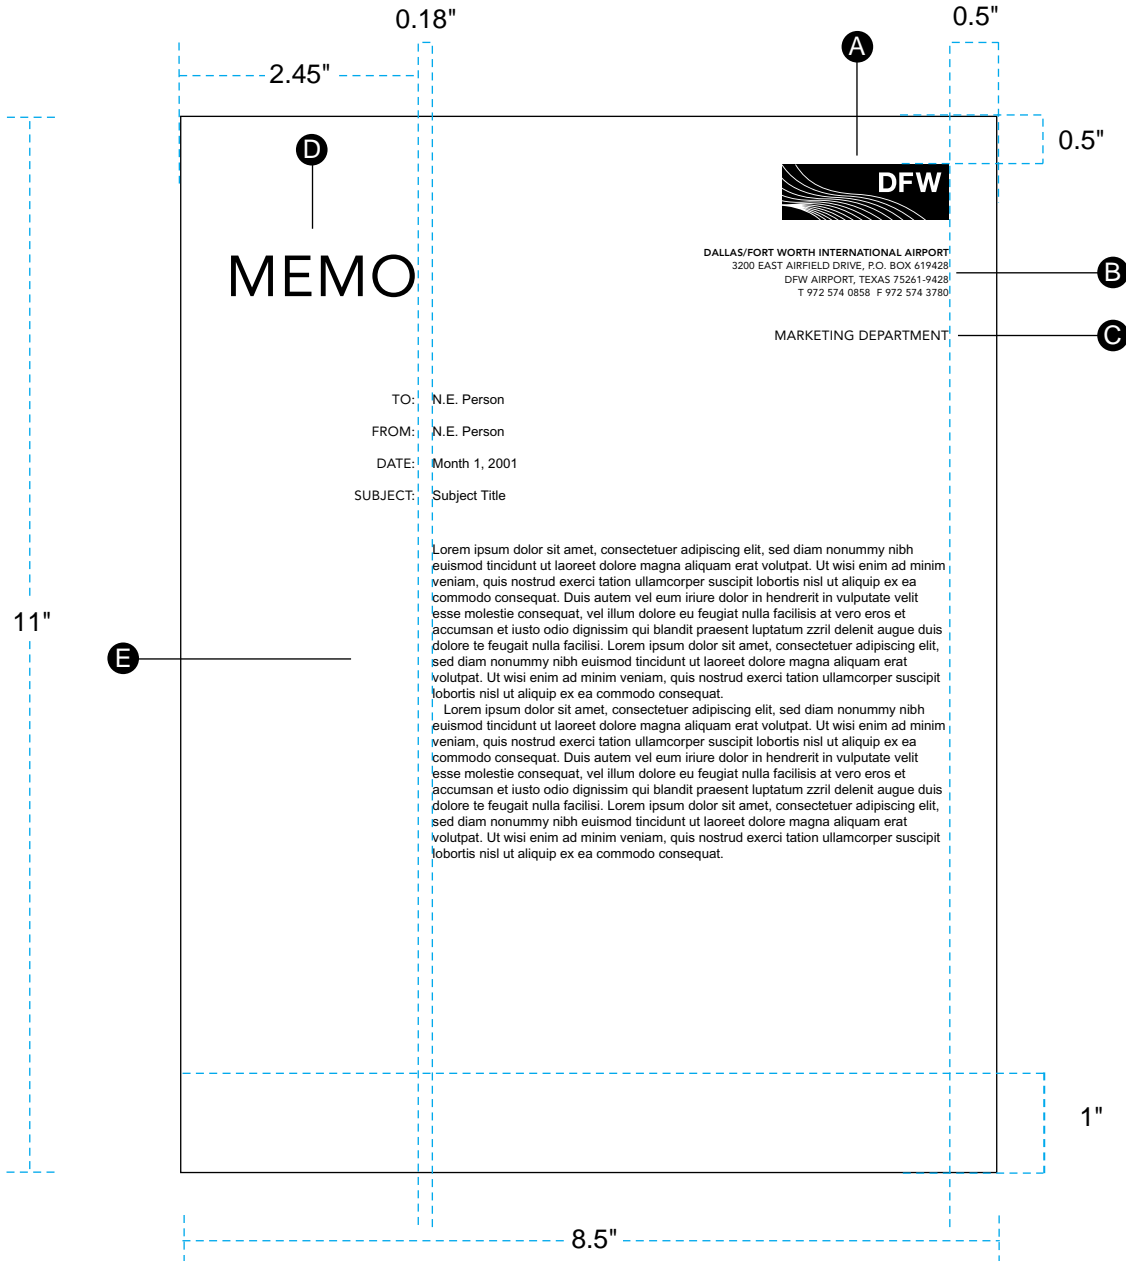 0.18"
0.5"
A
2.45"
0.5"
D
DFW
MEMO
DALLAS/FORT WORTH INTERNATIONAL AIRPORT
3200 EAST AIRFIELD DRIVE, P.O. BOX 619428
DFW AIRPORT, TEXAS 75261-9428
T 972 574 0858 F 972 574 3780
B
MARKETING DEPARTMENT
C
TO: N.E. Person
FROM: N.E. Person
DATE: Month 1, 2001
SUBJECT: Subject Title
Lorem ipsum dolor sit amet, consectetuer adipiscing elit, sed diam nonummy nibh
euismod tincidunt ut laoreet dolore magna aliquam erat volutpat. Ut wisi enim ad minim
veniam, quis nostrud exerci tation ullamcorper suscipit lobortis nisl ut aliquip ex ea
commodo consequat. Duis autem vel eum iriure dolor in hendrerit in vulputate velit
esse molestie consequat, vel illum dolore eu feugiat nulla facilisis at vero eros et
accumsan et iusto odio dignissim qui blandit praesent luptatum zzril delenit augue duis
dolore te feugait nulla facilisi. Lorem ipsum dolor sit amet, consectetuer adipiscing elit,
sed diam nonummy nibh euismod tincidunt ut laoreet dolore magna aliquam erat
volutpat. Ut wisi enim ad minim veniam, quis nostrud exerci tation ullamcorper suscipit
lobortis nisl ut aliquip ex ea commodo consequat.
Lorem ipsum dolor sit amet, consectetuer adipiscing elit, sed diam nonummy nibh
euismod tincidunt ut laoreet dolore magna aliquam erat volutpat. Ut wisi enim ad minim
veniam, quis nostrud exerci tation ullamcorper suscipit lobortis nisl ut aliquip ex ea
commodo consequat. Duis autem vel eum iriure dolor in hendrerit in vulputate velit
esse molestie consequat, vel illum dolore eu feugiat nulla facilisis at vero eros et
accumsan et iusto odio dignissim qui blandit praesent luptatum zzril delenit augue duis
dolore te feugait nulla facilisi. Lorem ipsum dolor sit amet, consectetuer adipiscing elit,
sed diam nonummy nibh euismod tincidunt ut laoreet dolore magna aliquam erat
volutpat. Ut wisi enim ad minim veniam, quis nostrud exerci tation ullamcorper suscipit
lobortis nisl ut aliquip ex ea commodo consequat.
11"
E
1"
8.5"